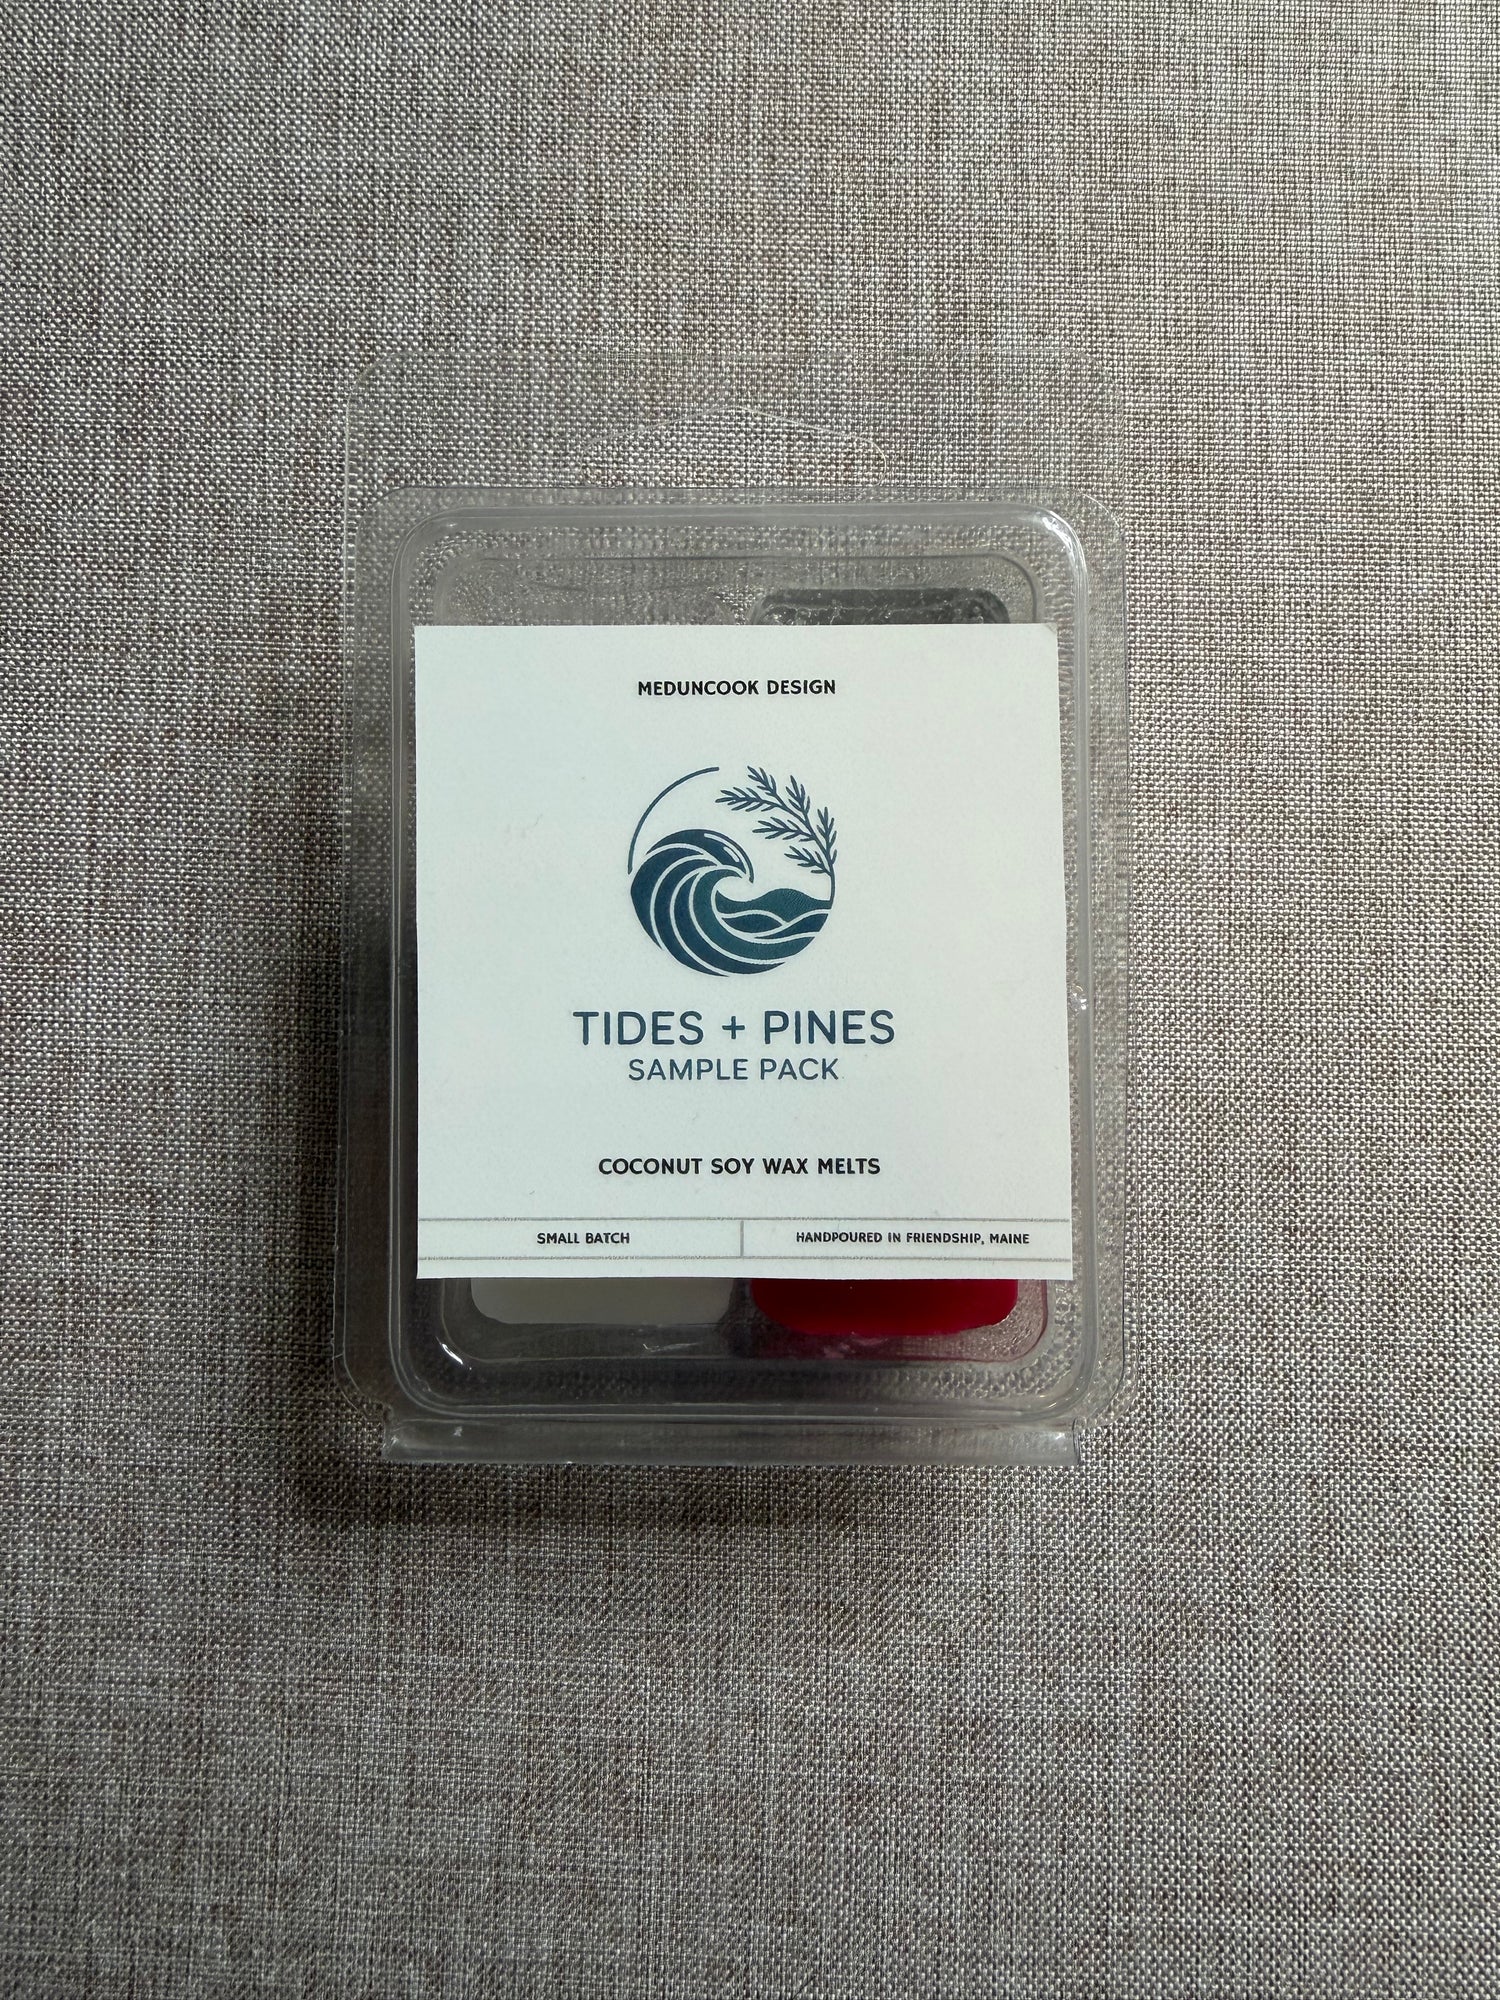 MEDUNCOOK DESIGN
TIDES + PINES
SAMPLE PACK
COCONUT SOY WAX MELTS
SMALL BATCH
HANDPOURED IN FRIENDSHIP, MAINE